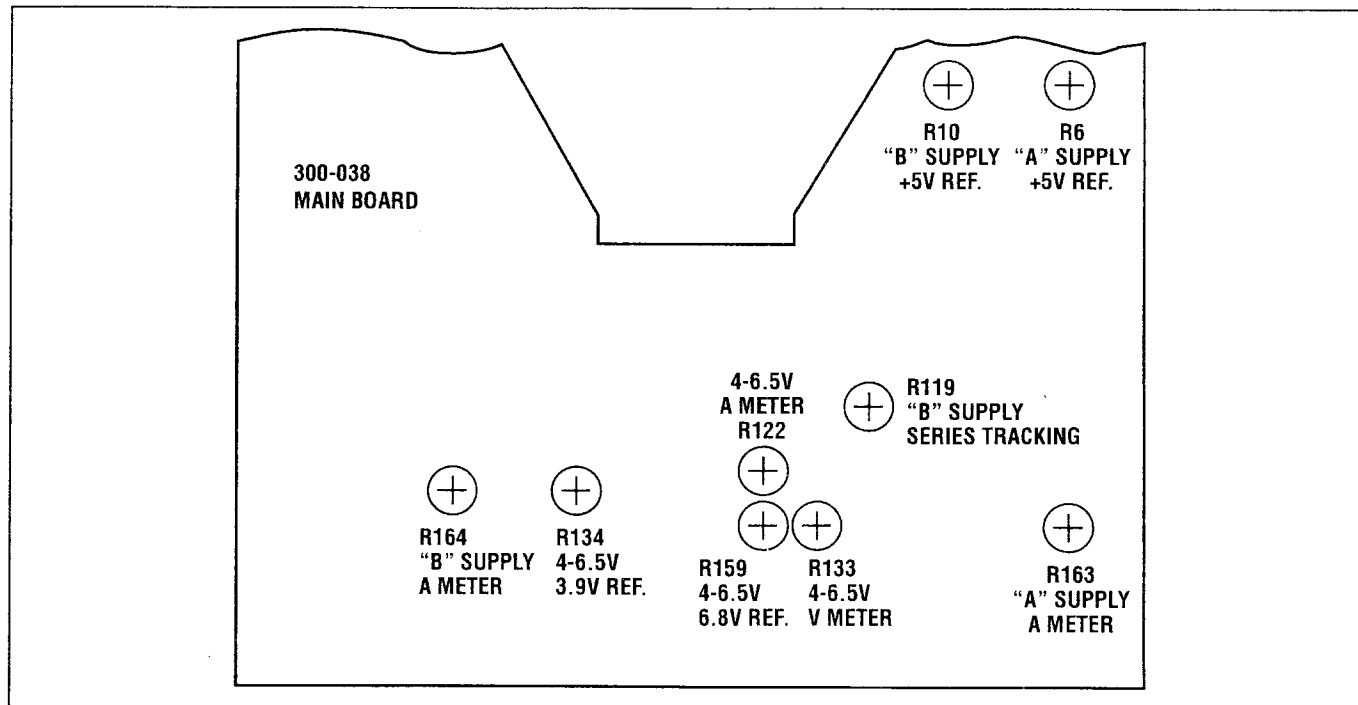 R10
“B” SUPPLY
+5V REF.
R6
“A” SUPPLY
+5V REF.
300-038
MAIN BOARD
4-6.5V
A METER
R122
R119
“B” SUPPLY
SERIES TRACKING
R164
“B” SUPPLY
A METER
R134
4-6.5V
3.9V REF.
R159
4-6.5V
6.8V REF.
R133
4-6.5V
V METER
R163
“A” SUPPLY
A METER